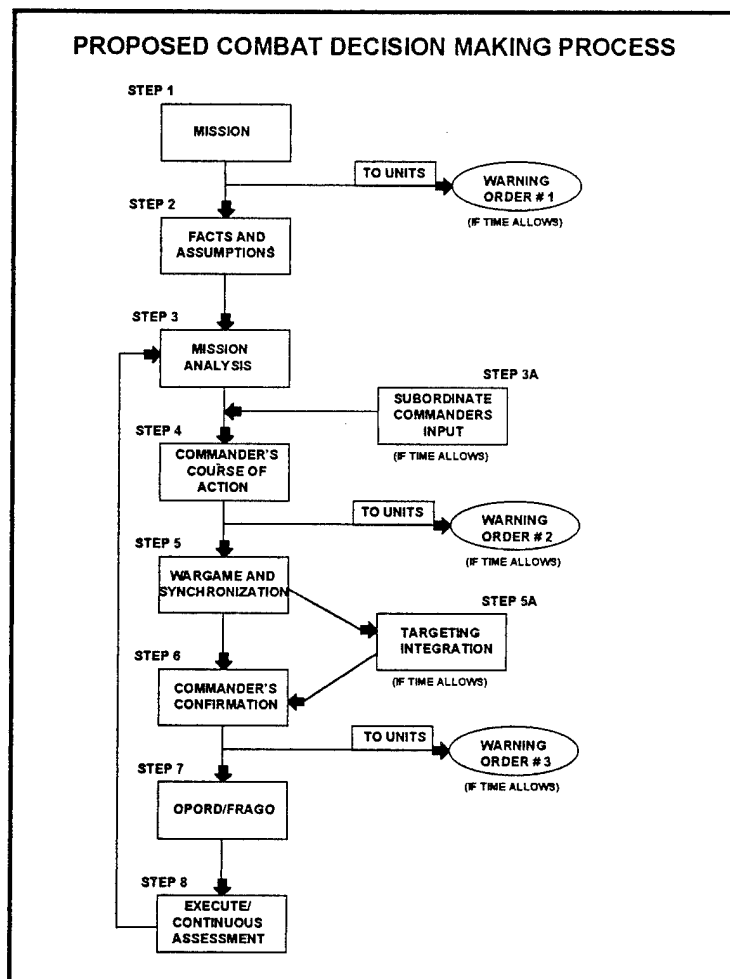 PROPOSED COMBAT DECISION MAKING PROCESS
STEP 1
MISSION
TO UNITS
WARNING
ORDER # 1
(IF TIME ALLOWS)
STEP 2
FACTS AND
ASSUMPTIONS
STEP 3
MISSION
ANALYSIS
STEP 3A
SUBORDINATE
COMMANDERS
INPUT
(IF TIME ALLOWS)
STEP 4
COMMANDER'S
COURSE OF
ACTION
TO UNITS
WARNING
ORDER # 2
(IF TIME ALLOWS)
STEP 5
WARGAME AND
SYNCHRONIZATION
STEP 5A
TARGETING
INTEGRATION
(IF TIME ALLOWS)
STEP 6
COMMANDER'S
CONFIRMATION
TO UNITS
WARNING
ORDER # 3
(IF TIME ALLOWS)
STEP 7
OPORD/FRAGO
STEP 8
EXECUTE/
CONTINUOUS
ASSESSMENT